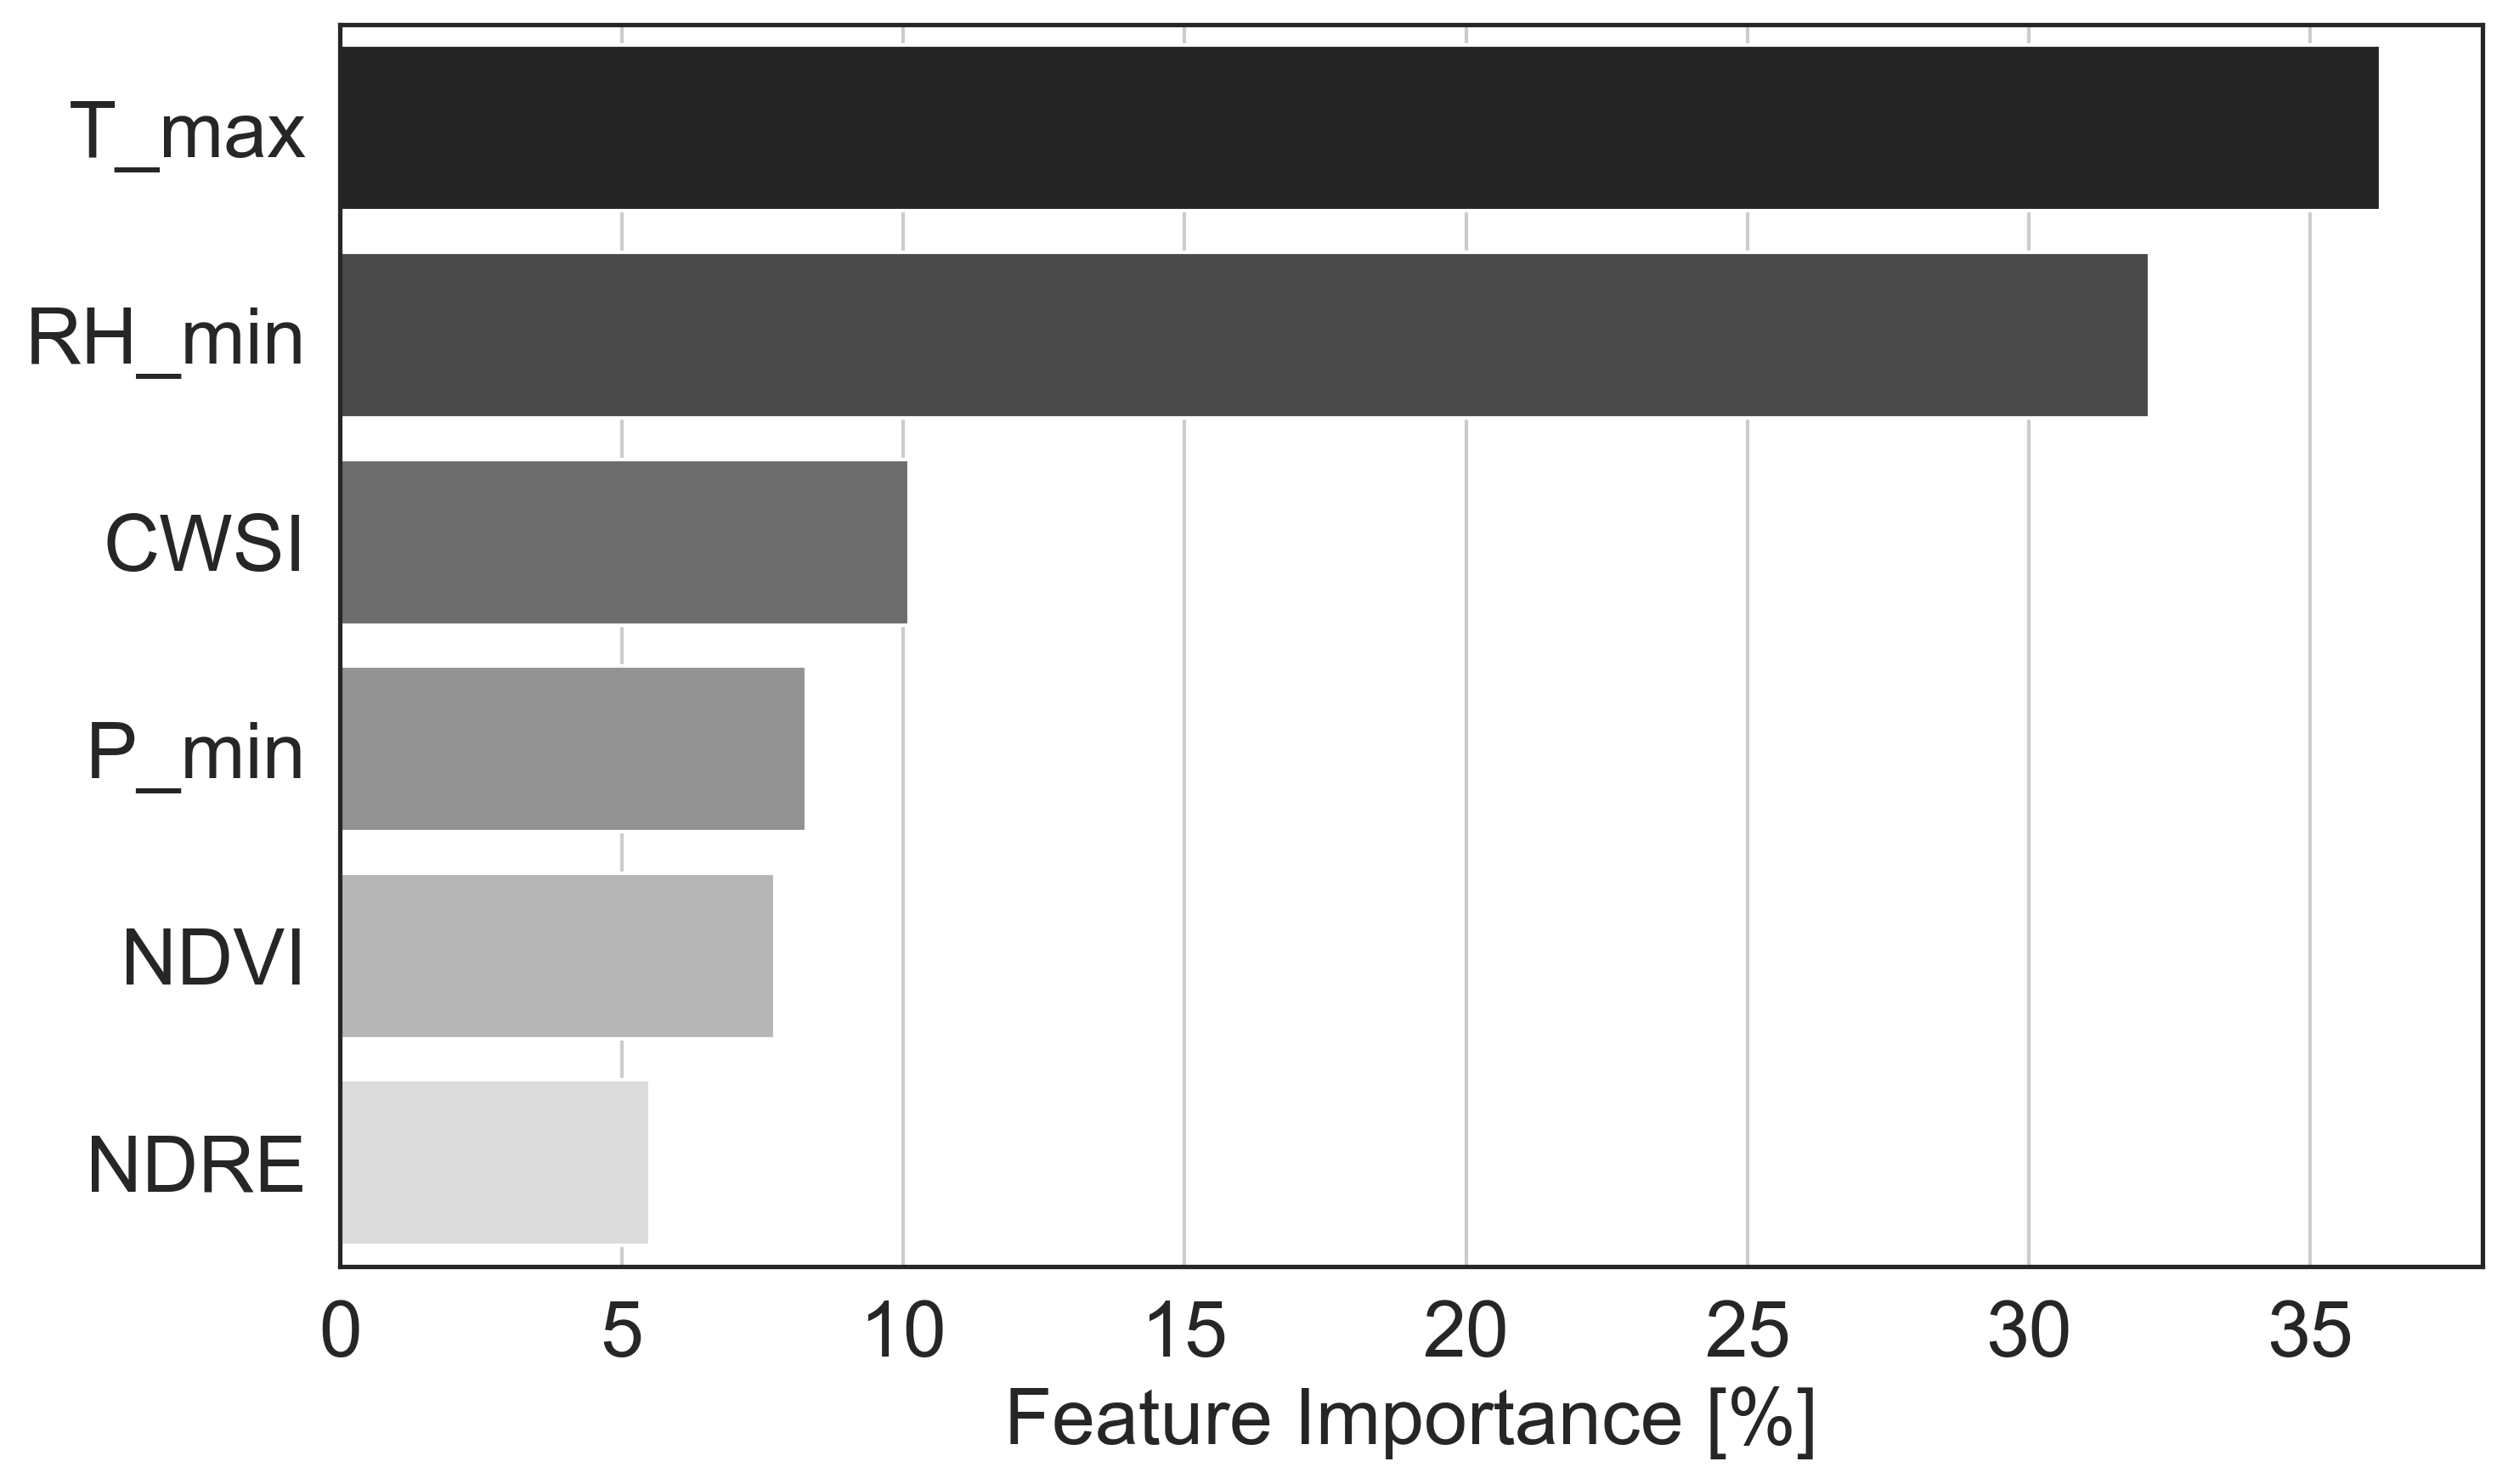 T_max
RH_min
CWSI
P_min
NDVI
NDRE
0 5 10 15 20 25 30 35
Feature Importance [%]